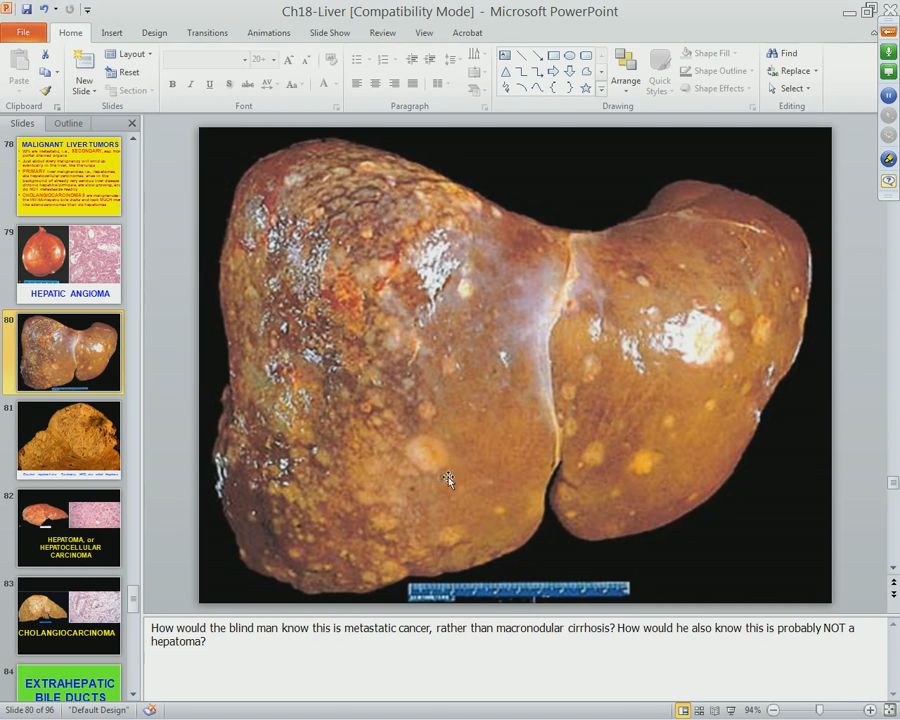 Ch18-Liver [Compatibility Mode] - Microsoft PowerPoint
File Home Insert Design Transitions Animations Slide Show Review View Acrobat
Paste
Clipboard
New
Slide
Layout
Reset
Section
Slides
20
B I U S abc AV Aa A
Font
Paragraph
Arrange
Quick
Styles
Shape Fill
Shape Outline
Shape Effects
Drawing
Find
Replace
Select
Editing
Slides Outline
78
MALIGNANT LIVER TUMORS
79
HEPATIC ANGIOMA
80
81
82
HEPATOMA, or
HEPATOCELLULAR
CARCINOMA
83
CHOLANGIOCARCINOMA
84
EXTRAHEPATIC
BILE DUCTS
How would the blind man know this is metastatic cancer, rather than macronodular cirrhosis? How would he also know this is probably NOT a
hepatoma?
Slide 80 of 96 "Default Design" 94%